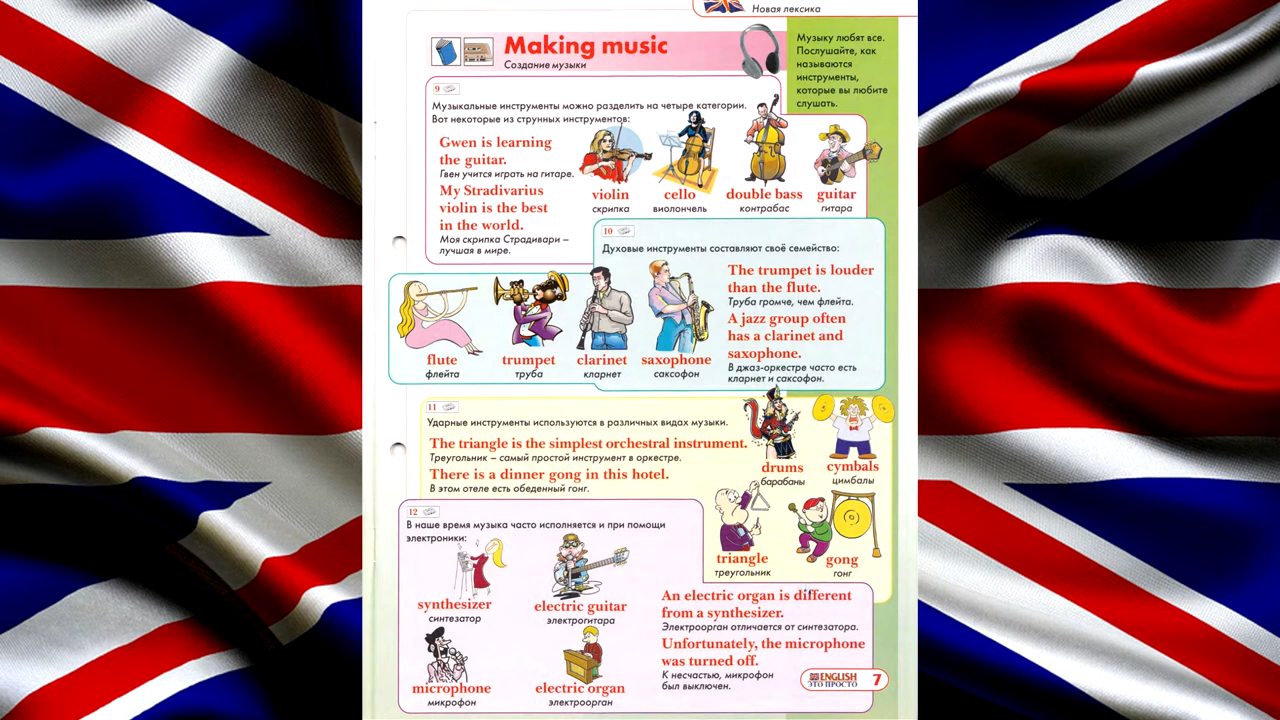 Новая лексика
Making music
Создание музыки
Музыку любят все.
Послушайте, как
называются
инструменты,
которые вы любите
слушать.
9
Музыкальные инструменты можно разделить на четыре категории.
Вот некоторые из струнных инструментов:
Gwen is learning
the guitar.
Гвен учится играть на гитаре.
My Stradivarius
violin is the best
in the world.
Моя скрипка Страдивари –
лучшая в мире.
violin
скрипка
cello
виолончель
double bass
контрабас
guitar
гитара
10
Духовые инструменты составляют своё семейство:
The trumpet is louder
than the flute.
Труба громче, чем флейта.
A jazz group often
has a clarinet and
saxophone.
В джаз-оркестре часто есть
кларнет и саксофон.
flute
флейта
trumpet
труба
clarinet
кларнет
saxophone
саксофон
11
Ударные инструменты используются в различных видах музыки.
The triangle is the simplest orchestral instrument.
Треугольник – самый простой инструмент в оркестре.
There is a dinner gong in this hotel.
В этом отеле есть обеденный гонг.
drums
барабаны
cymbals
цимбалы
triangle
треугольник
gong
гонг
12
В наше время музыка часто исполняется и при помощи
электроники:
synthesizer
синтезатор
electric guitar
электрогитара
microphone
микрофон
electric organ
электроорган
An electric organ is different
from a synthesizer.
Электроорган отличается от синтезатора.
Unfortunately, the microphone
was turned off.
К несчастью, микрофон
был выключен.
ENGLISH
ЭТО ПРОСТО
7